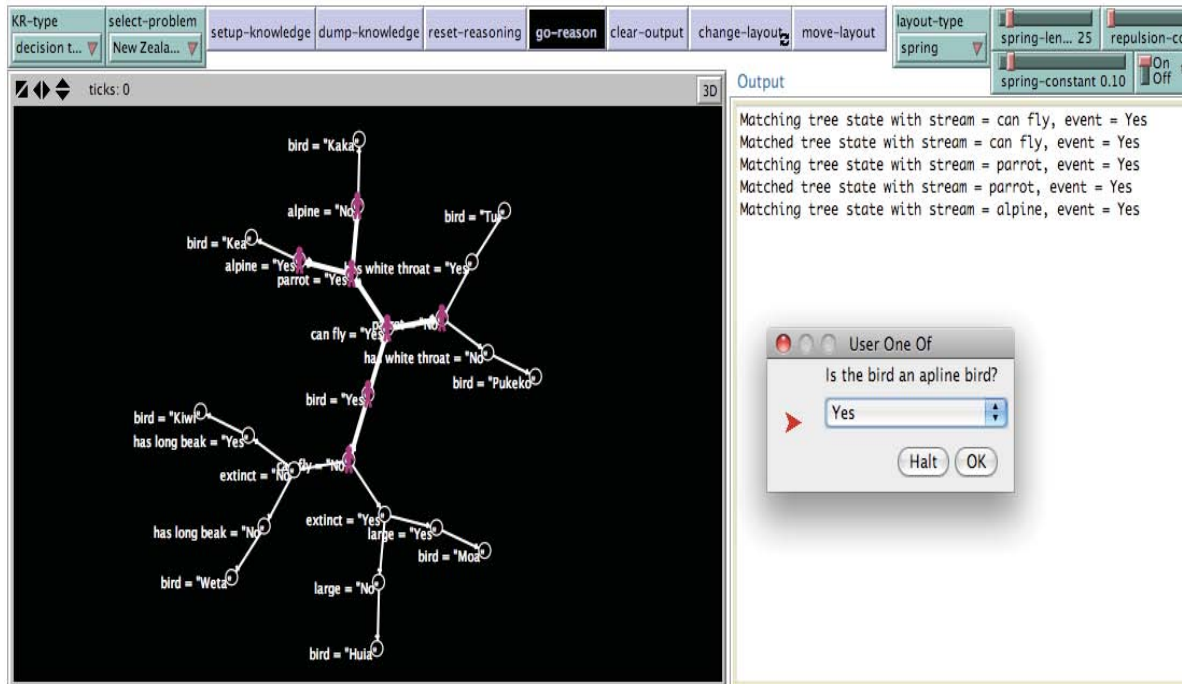 KR-type
decision t...
select-problem
New Zeala...
setup-knowledge
dump-knowledge
reset-reasoning
go-reason
clear-output
change-layout
move-layout
layout-type
spring
spring-len... 25
repulsion-co
spring-constant 0.10
On
Off
ticks: 0
3D
bird = "Kaka"
alpine = "No"
bird = "Tui"
bird = "Kea"
alpine = "Yes"
has white throat = "Yes"
parrot = "Yes"
can fly = "Yes"
parrot = "No"
has white throat = "No"
bird = "Pukeko"
bird = "Yes"
bird = "Kiwi"
has long beak = "Yes"
can fly = "No"
extinct = "No"
extinct = "Yes"
large = "Yes"
has long beak = "No"
bird = "Moa"
bird = "Weta"
large = "No"
bird = "Huia"
Output
Matching tree state with stream = can fly, event = Yes
Matched tree state with stream = can fly, event = Yes
Matching tree state with stream = parrot, event = Yes
Matched tree state with stream = parrot, event = Yes
Matching tree state with stream = alpine, event = Yes
User One Of
Is the bird an apline bird?
Yes
Halt
OK